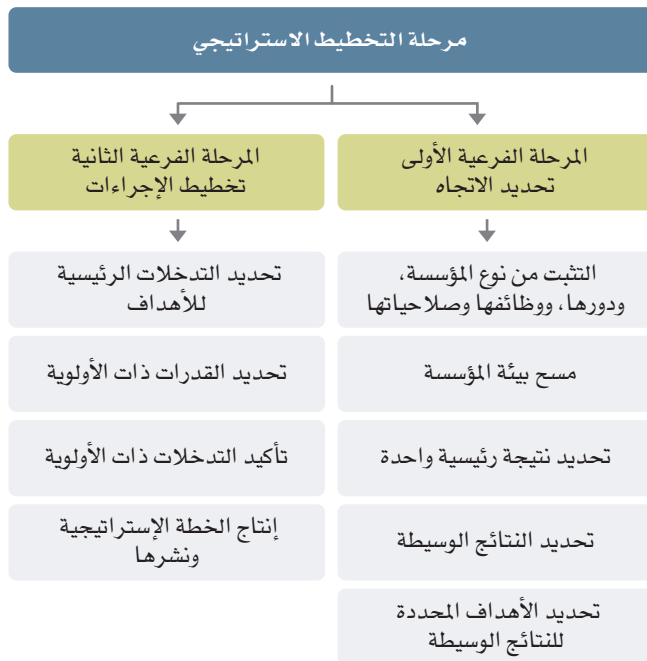 مرحلة التخطيط الاستراتيجي
المرحلة الفرعية الأولى
تحديد الاتجاه
التثبت من نوع المؤسسة،
ودورها، ووظائفها وصلاحياتها
مسح بيئة المؤسسة
تحديد نتيجة رئيسية واحدة
تحديد النتائج الوسيطة
تحديد الأهداف المحددة
للنتائج الوسيطة
المرحلة الفرعية الثانية
تخطيط الإجراءات
تحديد التدخلات الرئيسية
للأهداف
تحديد القدرات ذات الأولوية
تأكيد التدخلات ذات الأولوية
إنتاج الخطة الإستراتيجية
ونشرها